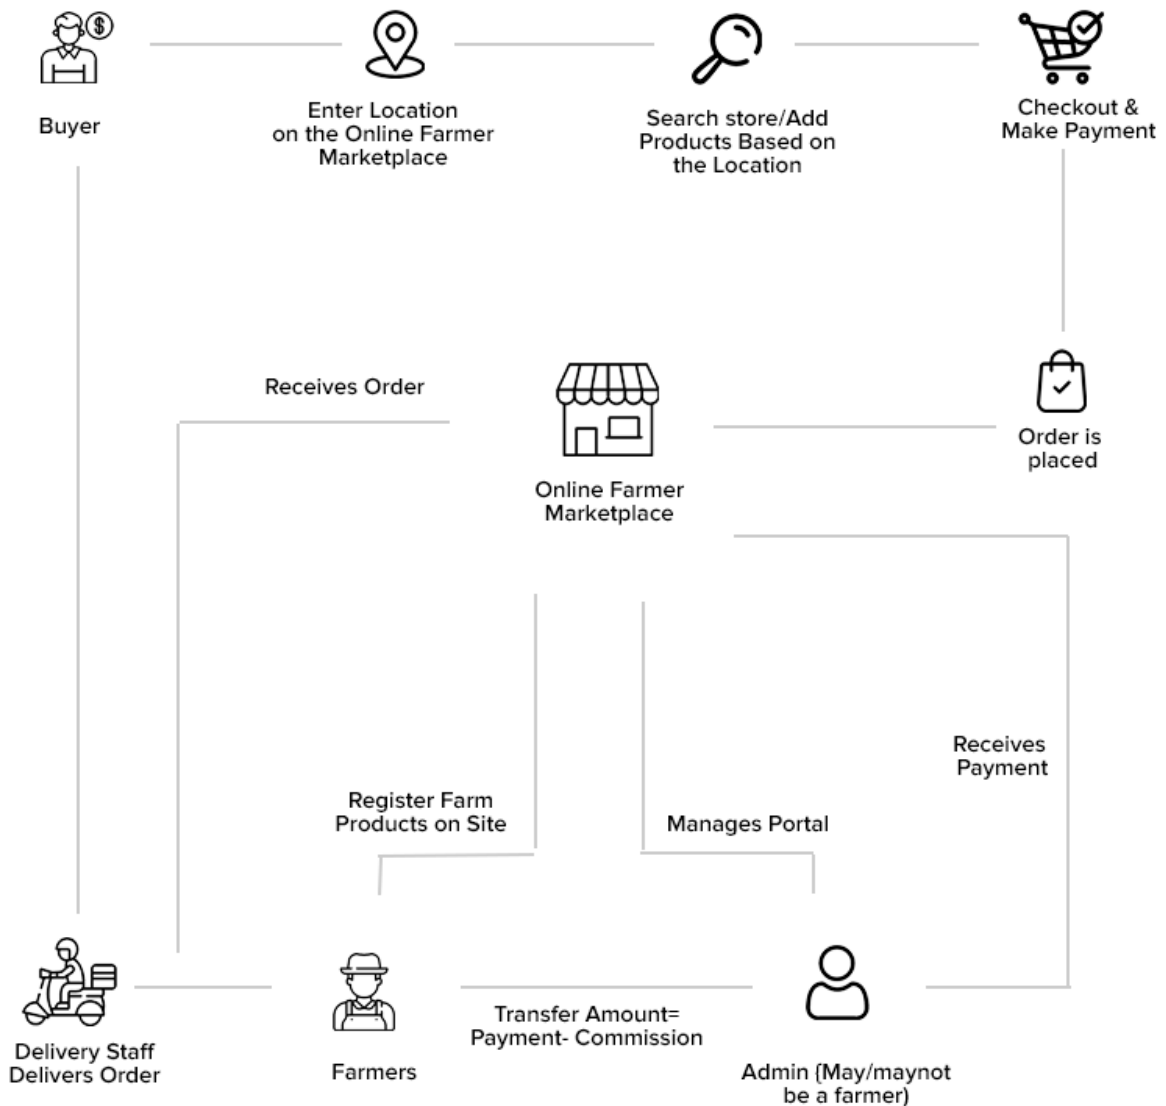 Buyer
Enter Location
on the Online Farmer
Marketplace
Search store/Add
Products Based on
the Location
Checkout &
Make Payment
Receives Order
Order is
placed
Online Farmer
Marketplace
Receives
Payment
Register Farm
Products on Site
Manages Portal
Delivery Staff
Delivers Order
Farmers
Transfer Amount=
Payment- Commission
Admin (May/maynot
be a farmer)
$